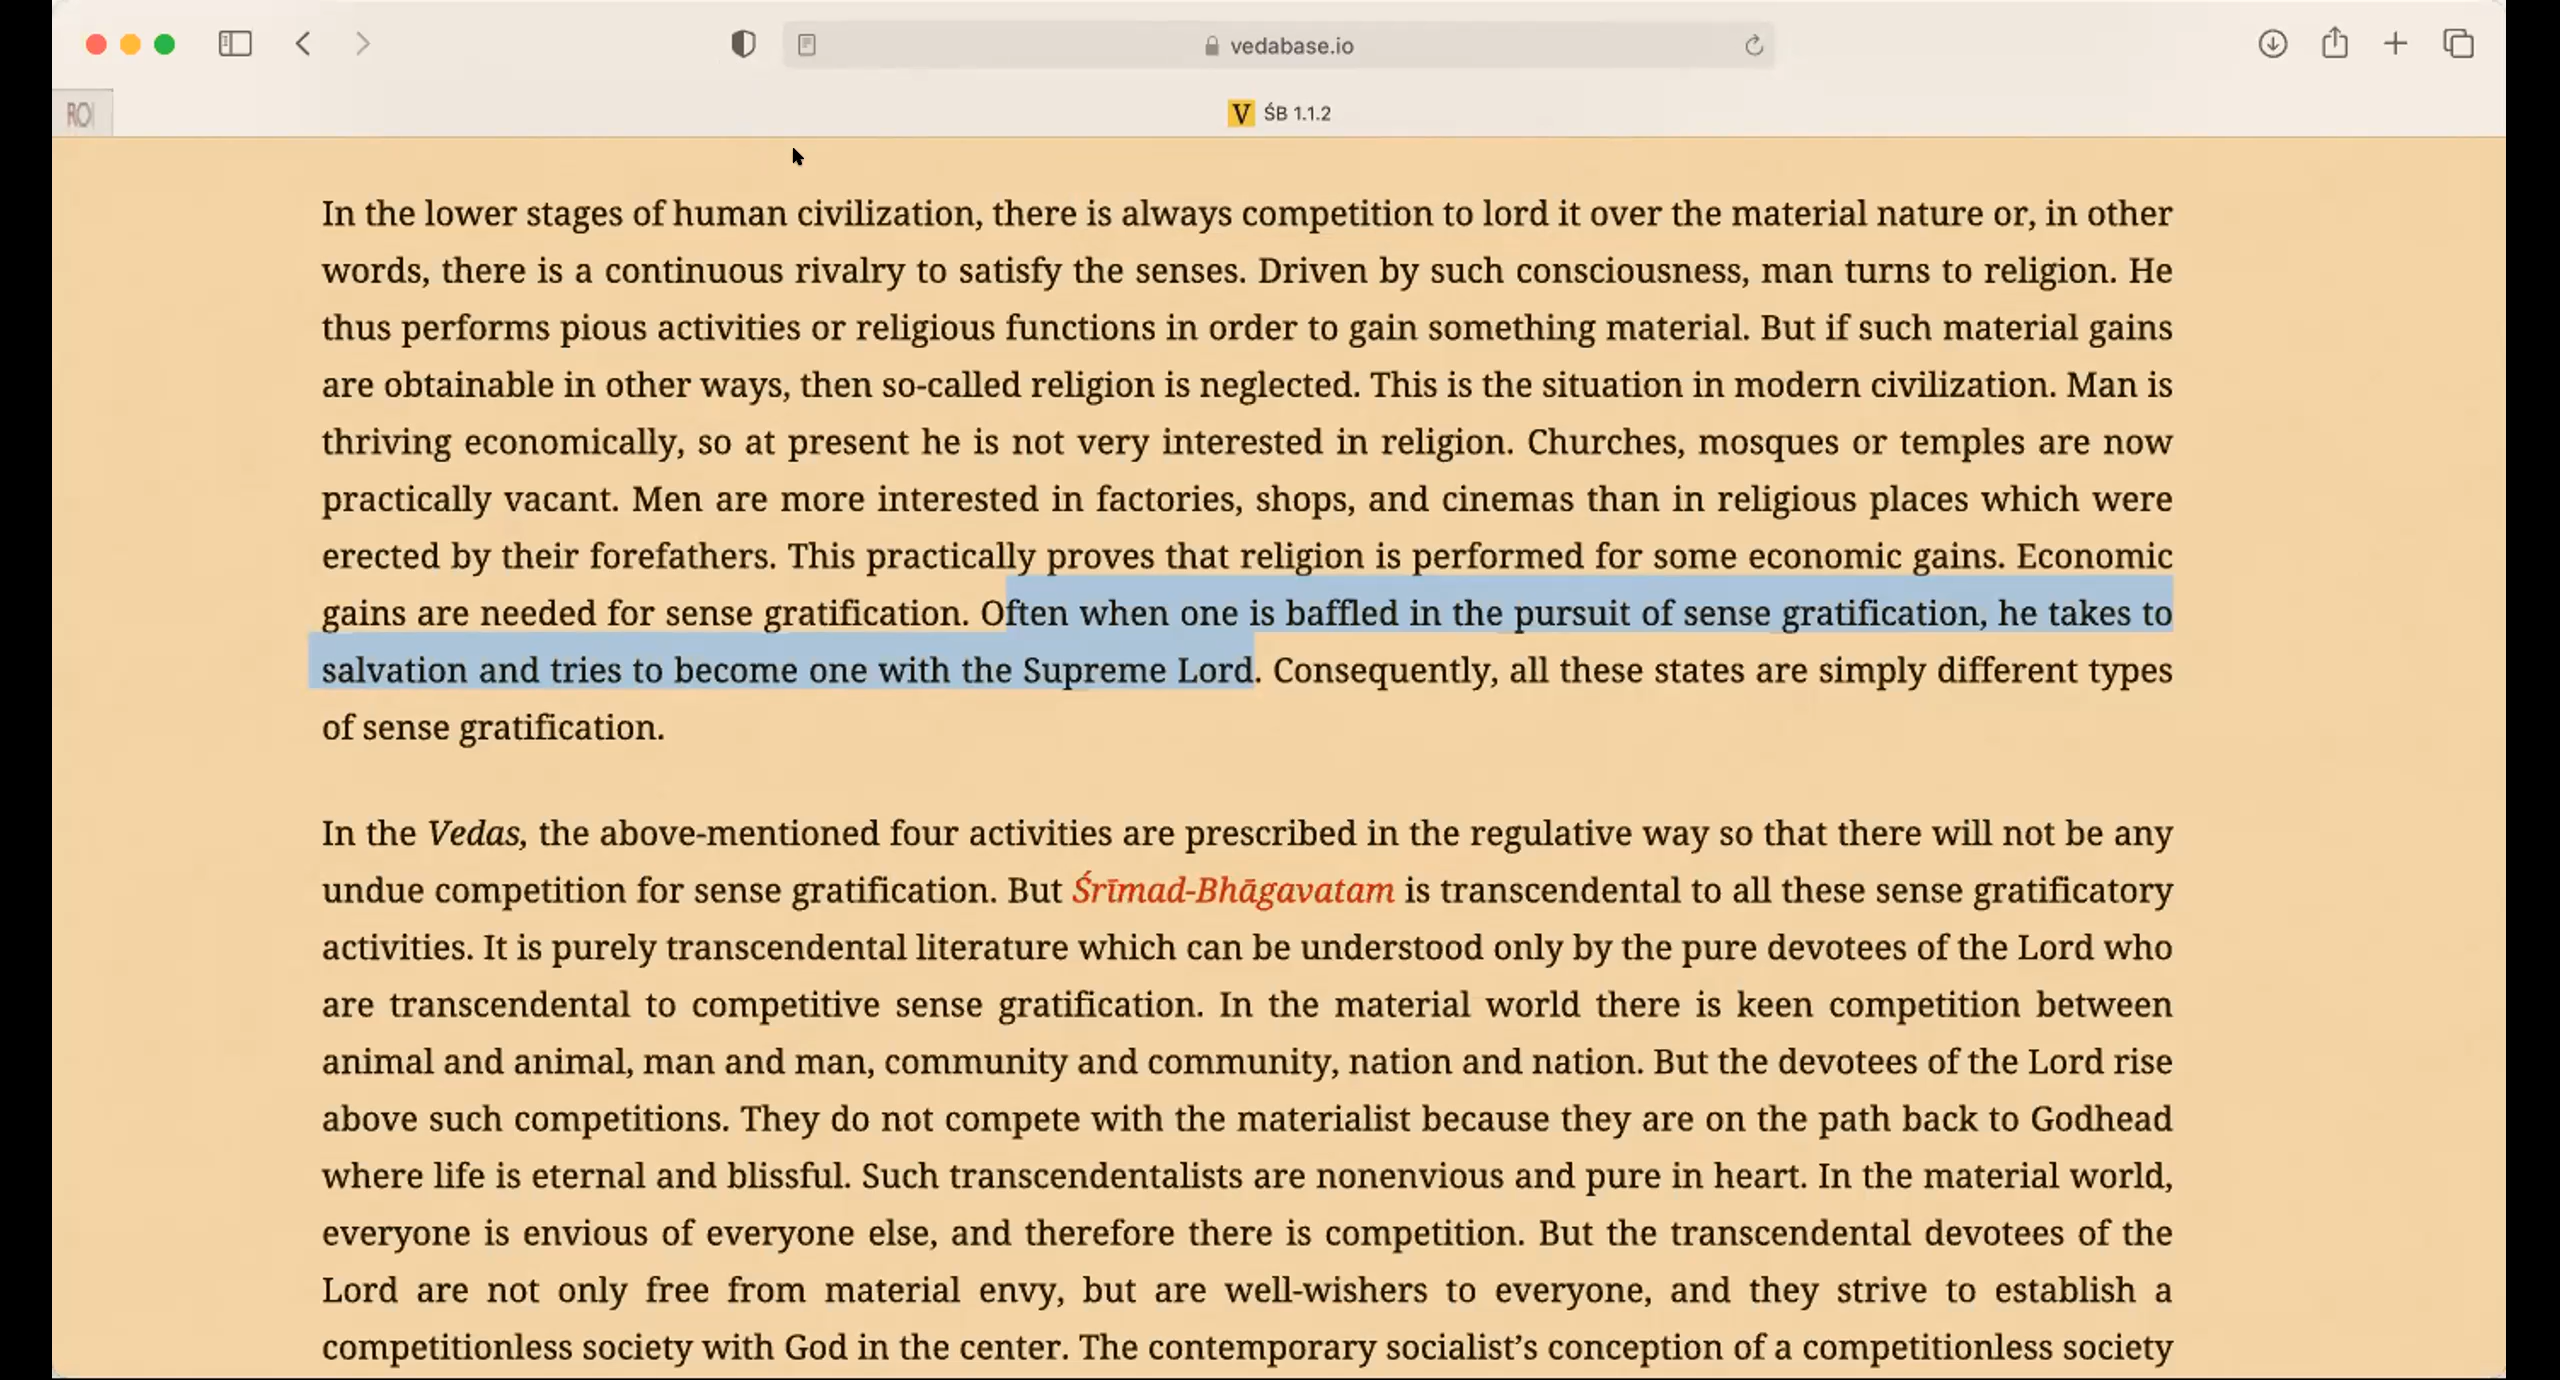 vedabase.io
ROI
V ŚB 1.1.2
In the lower stages of human civilization, there is always competition to lord it over the material nature or, in other
words, there is a continuous rivalry to satisfy the senses. Driven by such consciousness, man turns to religion. He
thus performs pious activities or religious functions in order to gain something material. But if such material gains
are obtainable in other ways, then so-called religion is neglected. This is the situation in modern civilization. Man is
thriving economically, so at present he is not very interested in religion. Churches, mosques or temples are now
practically vacant. Men are more interested in factories, shops, and cinemas than in religious places which were
erected by their forefathers. This practically proves that religion is performed for some economic gains. Economic
gains are needed for sense gratification. Often when one is baffled in the pursuit of sense gratification, he takes to
salvation and tries to become one with the Supreme Lord. Consequently, all these states are simply different types
of sense gratification.
In the Vedas, the above-mentioned four activities are prescribed in the regulative way so that there will not be any
undue competition for sense gratification. But Śrīmad-Bhāgavatam is transcendental to all these sense gratificatory
activities. It is purely transcendental literature which can be understood only by the pure devotees of the Lord who
are transcendental to competitive sense gratification. In the material world there is keen competition between
animal and animal, man and man, community and community, nation and nation. But the devotees of the Lord rise
above such competitions. They do not compete with the materialist because they are on the path back to Godhead
where life is eternal and blissful. Such transcendentalists are nonenvious and pure in heart. In the material world,
everyone is envious of everyone else, and therefore there is competition. But the transcendental devotees of the
Lord are not only free from material envy, but are well-wishers to everyone, and they strive to establish a
competitionless society with God in the center. The contemporary socialist’s conception of a competitionless society